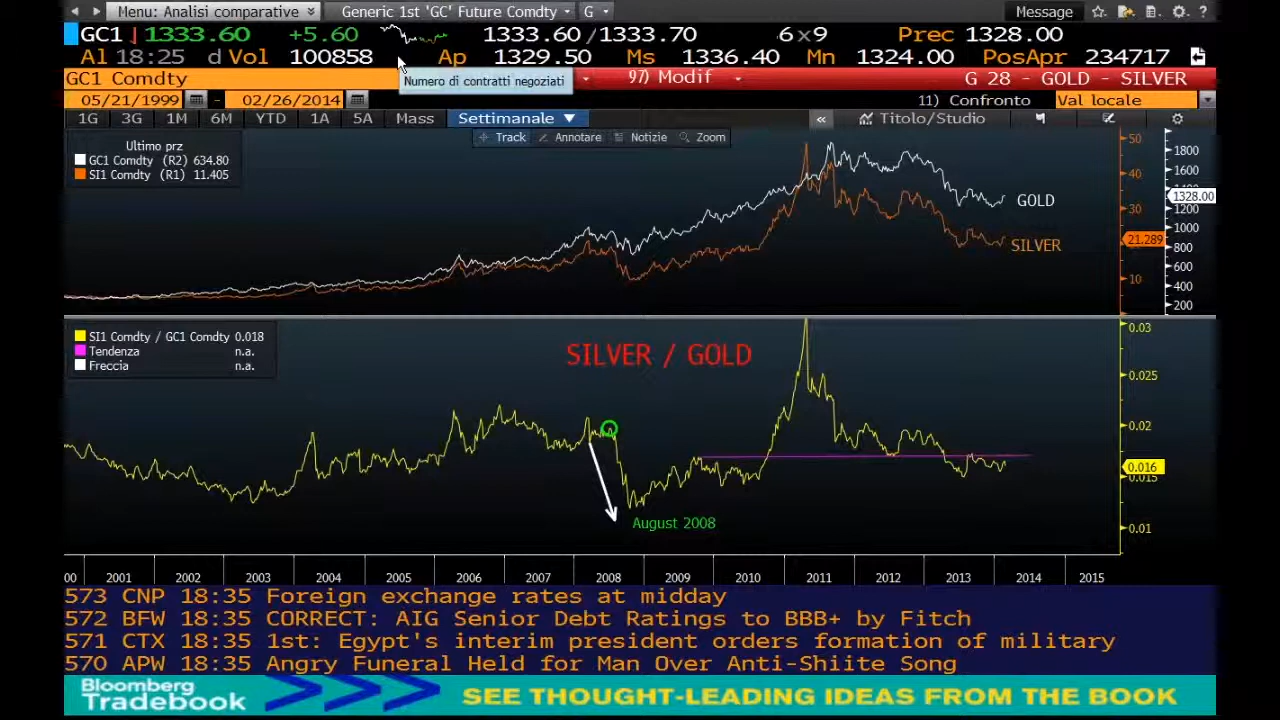 Menu: Analisi comparative Generic 1st 'GC' Future Comdty G Message ?
GC1 1333.60 +5.60 1333.60/1333.70 6×9 Prec 1328.00
Al 18:25 d Vol 100858 Ap 1329.50 Ms 1336.40 Mn 1324.00 PosApr 234717
GC1 Comdty 97) Modif G 28 - GOLD - SILVER
Numero di contratti negoziati
05/21/1999 - 02/26/2014 11) Confronto Val locale
1G 3G 1M 6M YTD 1A 5A Mass Settimanale « Titolo/Studio
Track Annotare Notizie Zoom
Ultimo prz
GC1 Comdty (R2) 634.80
SI1 Comdty (R1) 11.405
50
40
30
10
1800
1600
1328.00
1200
1000
800
600
400
200
GOLD
21.289
SILVER
SI1 Comdty / GC1 Comdty 0.018
Tendenza n.a.
Freccia n.a.
SILVER / GOLD
0.03
0.025
0.02
0.016
0.015
0.01
August 2008
00 2001 2002 2003 2004 2005 2006 2007 2008 2009 2010 2011 2012 2013 2014 2015
573 CNP 18:35 Foreign exchange rates at midday
572 BFW 18:35 CORRECT: AIG Senior Debt Ratings to BBB+ by Fitch
571 CTX 18:35 1st: Egypt's interim president orders formation of military
570 APW 18:35 Angry Funeral Held for Man Over Anti-Shiite Song
Bloomberg
Tradebook
SEE THOUGHT-LEADING IDEAS FROM THE BOOK